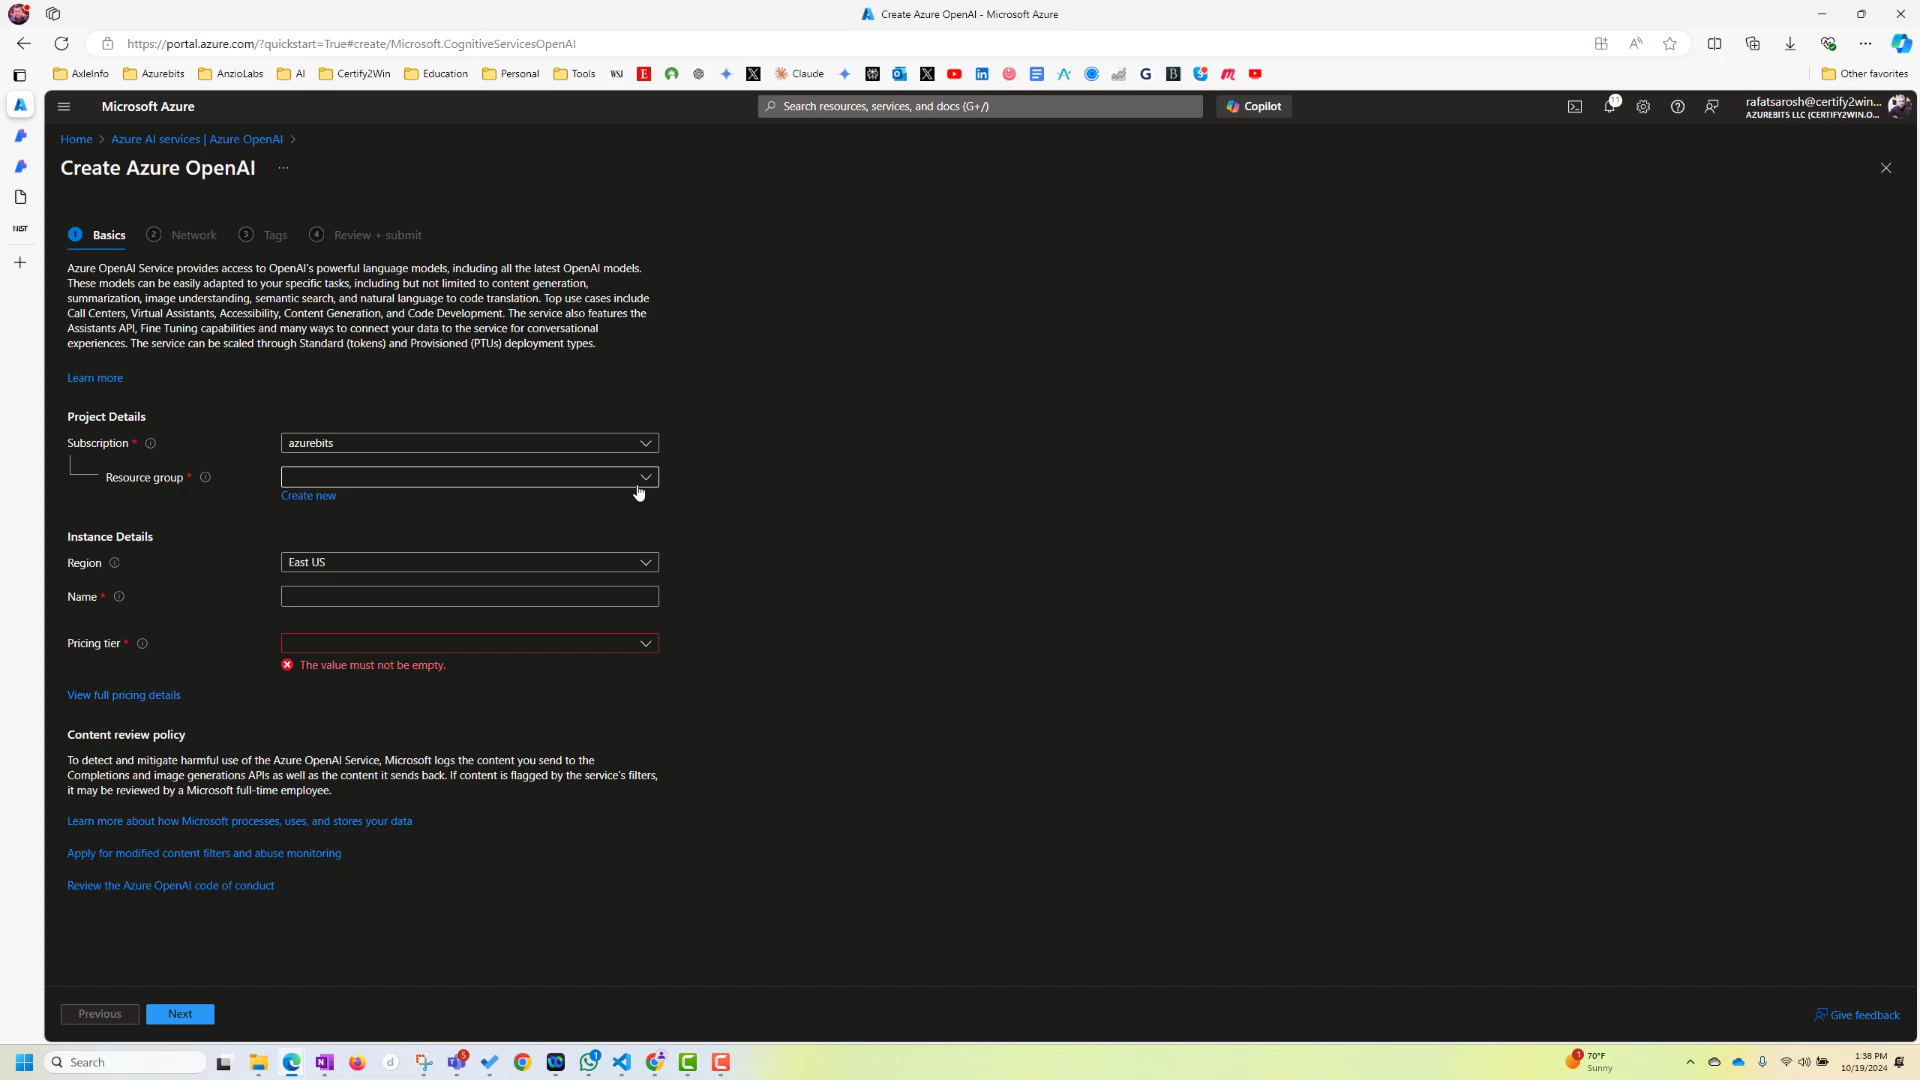 Create Azure OpenAI - Microsoft Azure
https://portal.azure.com/?quickstart=True#create/Microsoft.CognitiveServicesOpenAI
AxleInfo Azurebits AnzioLabs AI Certify2Win Education Personal Tools WSJ E X Claude X G B Other favorites
Microsoft Azure
Search resources, services, and docs (G+/)
Copilot
11
rafatsarosh@certify2win...
AZUREBITS LLC (CERTIFY2WIN.O...
Home > Azure AI services | Azure OpenAI >
Create Azure OpenAI ...
NIST
1 Basics 2 Network 3 Tags 4 Review + submit
Azure OpenAI Service provides access to OpenAI's powerful language models, including all the latest OpenAI models.
These models can be easily adapted to your specific tasks, including but not limited to content generation,
summarization, image understanding, semantic search, and natural language to code translation. Top use cases include
Call Centers, Virtual Assistants, Accessibility, Content Generation, and Code Development. The service also features the
Assistants API, Fine Tuning capabilities and many ways to connect your data to the service for conversational
experiences. The service can be scaled through Standard (tokens) and Provisioned (PTUs) deployment types.
Learn more
Project Details
Subscription * azurebits
Resource group *
Create new
Instance Details
Region East US
Name *
Pricing tier *
The value must not be empty.
View full pricing details
Content review policy
To detect and mitigate harmful use of the Azure OpenAI Service, Microsoft logs the content you send to the
Completions and image generations APIs as well as the content it sends back. If content is flagged by the service's filters,
it may be reviewed by a Microsoft full-time employee.
Learn more about how Microsoft processes, uses, and stores your data
Apply for modified content filters and abuse monitoring
Review the Azure OpenAI code of conduct
Previous Next
Give feedback
Search
5
1
1
70°F
Sunny
1:38 PM
10/19/2024